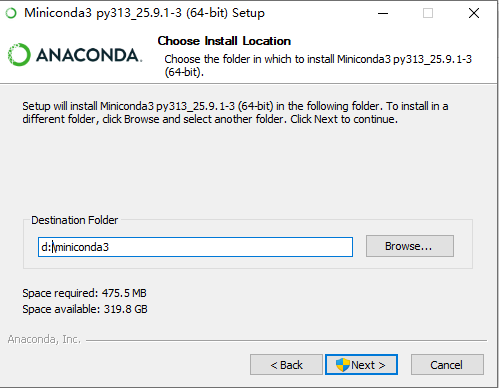 Miniconda3 py313_25.9.1-3 (64-bit) Setup
ANACONDA.
Choose Install Location
Choose the folder in which to install Miniconda3 py313_25.9.1-3
(64-bit).
Setup will install Miniconda3 py313_25.9.1-3 (64-bit) in the following folder. To install in a
different folder, click Browse and select another folder. Click Next to continue.
Destination Folder
d:\miniconda3
Browse...
Space required: 475.5 MB
Space available: 319.8 GB
Anaconda, Inc.
< Back
Next >
Cancel